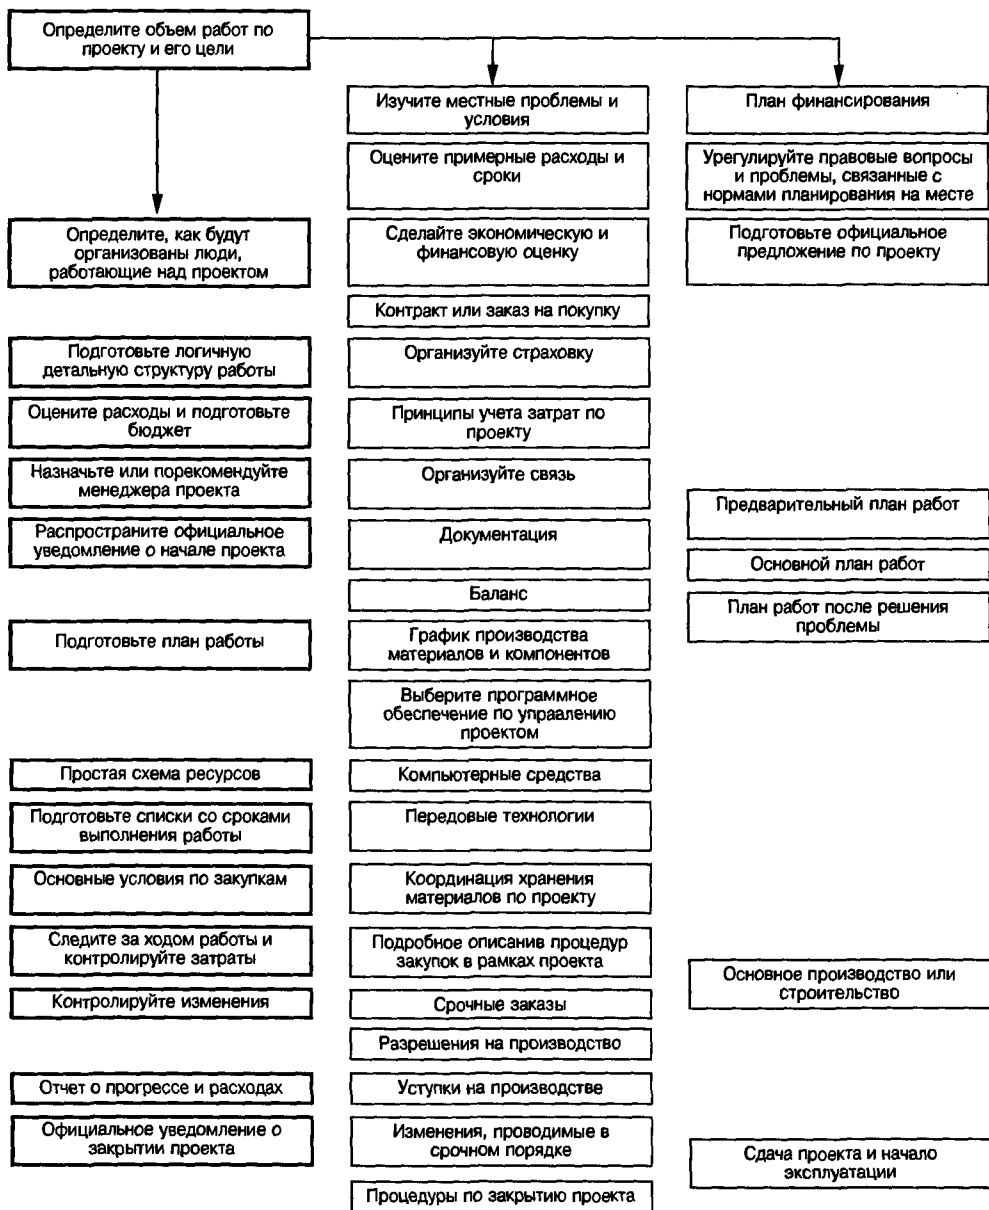 Определите объем работ по
проекту и его цели
Определите, как будут
организованы люди,
работающие над проектом
Подготовьте логичную
детальную структуру работы
Оцените расходы и подготовьте
бюджет
Назначьте или порекомендуйте
менеджера проекта
Распространите официальное
уведомление о начале проекта
Подготовьте план работы
Простая схема ресурсов
Подготовьте списки со сроками
выполнения работы
Основные условия по закупкам
Следите за ходом работы и
контролируйте затраты
Контролируйте изменения
Отчет о прогрессе и расходах
Официальное уведомление о
закрытии проекта
Изучите местные проблемы и
условия
Оцените примерные расходы и
сроки
Сделайте экономическую и
финансовую оценку
Контракт или заказ на покупку
Организуйте страховку
Принципы учета затрат по
проекту
Организуйте связь
Документация
Баланс
График производства
материалов и компонентов
Выберите программное
обеспечение по упраалению
проектом
Компьютерные средства
Передовые технологии
Координация хранения
материалов по проекту
Подробное описанив процедур
закупок в рамках проекта
Срочные заказы
Разрешения на производство
Уступки на производстве
Изменения, проводимые в
срочном порядке
Процедуры по закрытию проекта
План финансирования
Урегулируйте правовые вопросы
и проблемы, связанные с
нормами планирования на месте
Подготовьте официальное
предложение по проекту
Предварительный план работ
Основной план работ
План работ после решения
проблемы
Основное производство или
строительство
Сдача проекта и начало
эксплуатации